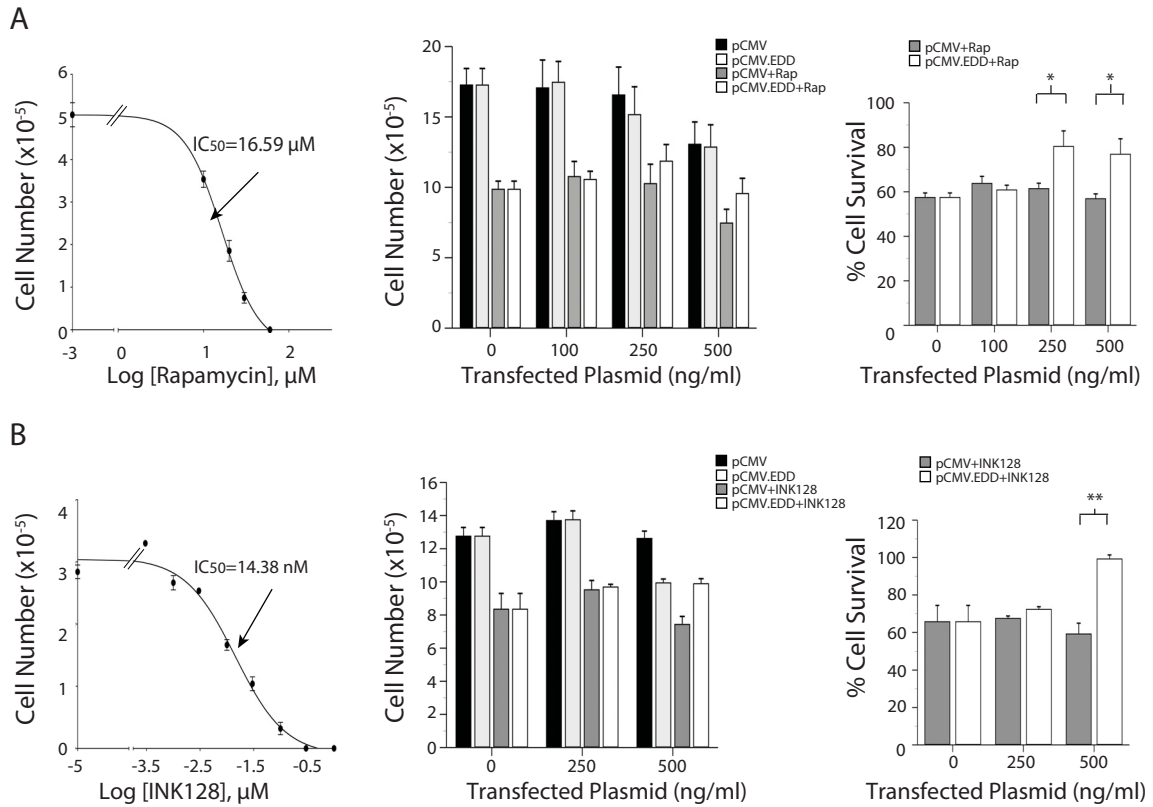 A
6
5
4
3
2
1
0
-3
0
1
2
Cell Number (x10-5)
Log [Rapamycin], µM
IC50=16.59 µM
20
15
10
5
0
0
100
250
500
Cell Number (x10-5)
Transfected Plasmid (ng/ml)
pCMV
pCMV.EDD
pCMV+Rap
pCMV.EDD+Rap
pCMV+Rap
pCMV.EDD+Rap
*
*
100
80
60
40
20
0
0
100
250
500
% Cell Survival
Transfected Plasmid (ng/ml)
B
4
3
2
1
0
-5
-3.5
-2.5
-1.5
-0.5
Cell Number (x10-5)
Log [INK128], µM
IC50=14.38 nM
16
14
12
10
8
6
4
2
0
0
250
500
Cell Number (x10-5)
Transfected Plasmid (ng/ml)
pCMV
pCMV.EDD
pCMV+INK128
pCMV.EDD+INK128
pCMV+INK128
pCMV.EDD+INK128
**
120
100
80
60
40
20
0
0
250
500
% Cell Survival
Transfected Plasmid (ng/ml)